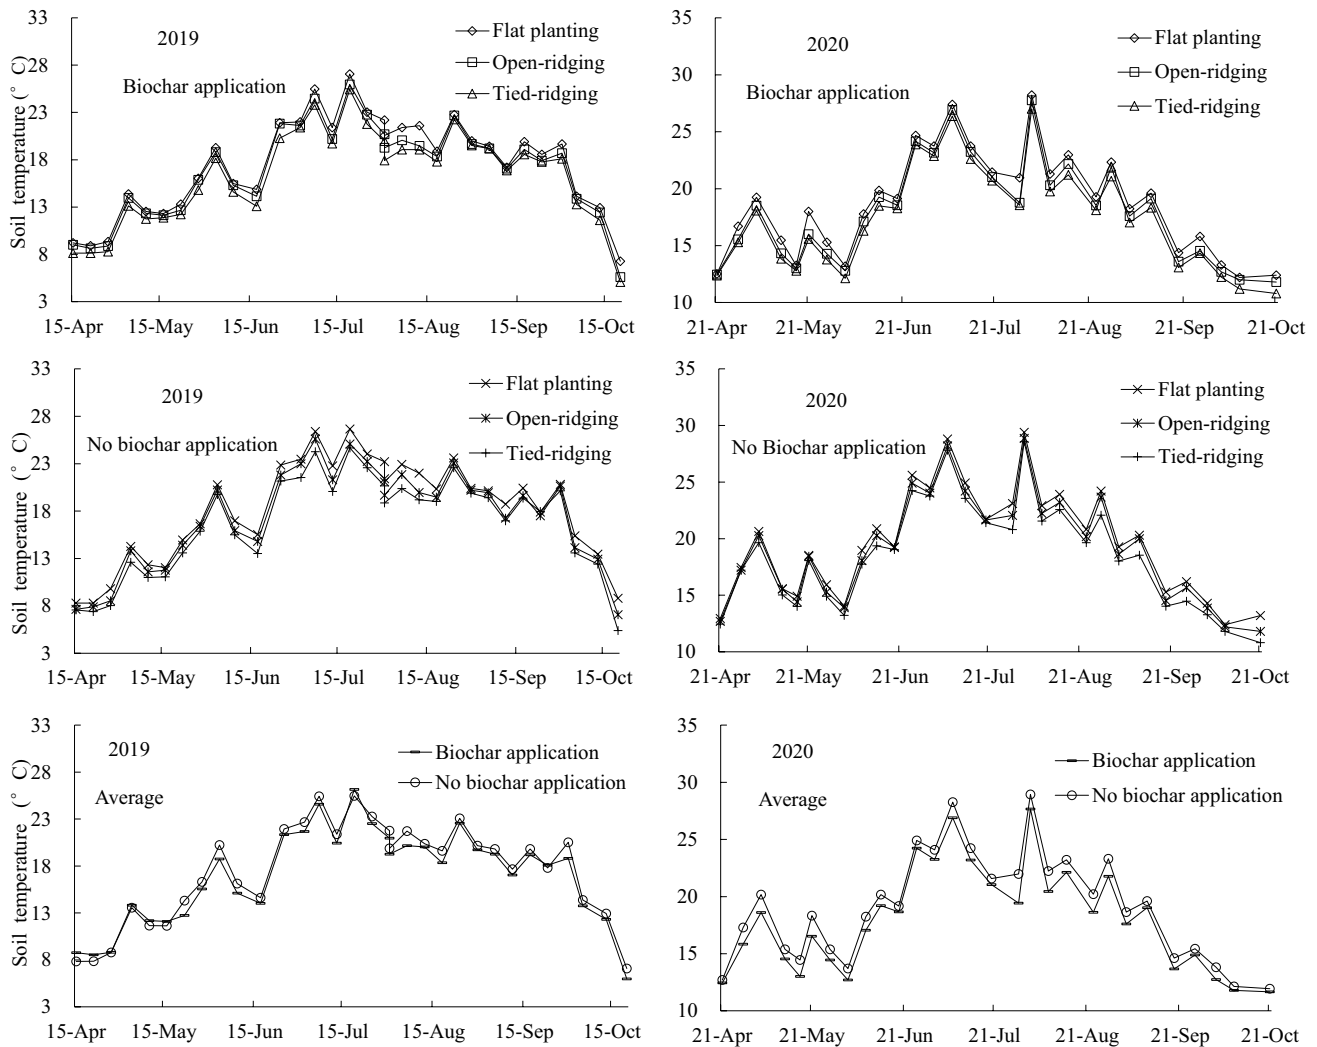 33
28
23
18
13
8
3
Soil temperature (° C)
2019
Biochar application
Flat planting
Open-ridging
Tied-ridging
15-Apr 15-May 15-Jun 15-Jul 15-Aug 15-Sep 15-Oct
35
30
25
20
15
10
2020
Biochar application
Flat planting
Open-ridging
Tied-ridging
21-Apr 21-May 21-Jun 21-Jul 21-Aug 21-Sep 21-Oct
33
28
23
18
13
8
3
Soil temperature (° C)
2019
No biochar application
Flat planting
Open-ridging
Tied-ridging
15-Apr 15-May 15-Jun 15-Jul 15-Aug 15-Sep 15-Oct
35
30
25
20
15
10
2020
No Biochar application
Flat planting
Open-ridging
Tied-ridging
21-Apr 21-May 21-Jun 21-Jul 21-Aug 21-Sep 21-Oct
33
28
23
18
13
8
3
Soil temperature (° C)
2019
Average
Biochar application
No biochar application
15-Apr 15-May 15-Jun 15-Jul 15-Aug 15-Sep 15-Oct
35
30
25
20
15
10
2020
Average
Biochar application
No biochar application
21-Apr 21-May 21-Jun 21-Jul 21-Aug 21-Sep 21-Oct